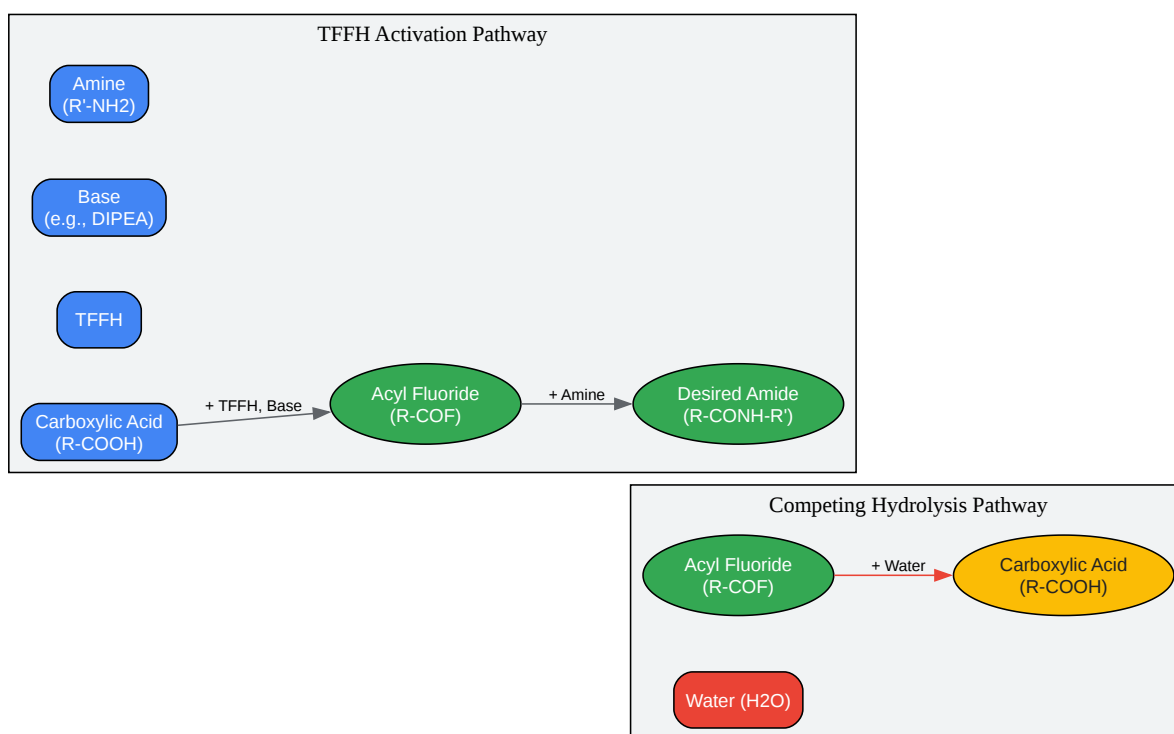 TFFH Activation Pathway
Amine
(R'-NH2)
Base
(e.g., DIPEA)
TFFH
Carboxylic Acid
(R-COOH)
+ TFFH, Base
Acyl Fluoride
(R-COF)
+ Amine
Desired Amide
(R-CONH-R')
Competing Hydrolysis Pathway
Acyl Fluoride
(R-COF)
+ Water
Carboxylic Acid
(R-COOH)
Water (H2O)